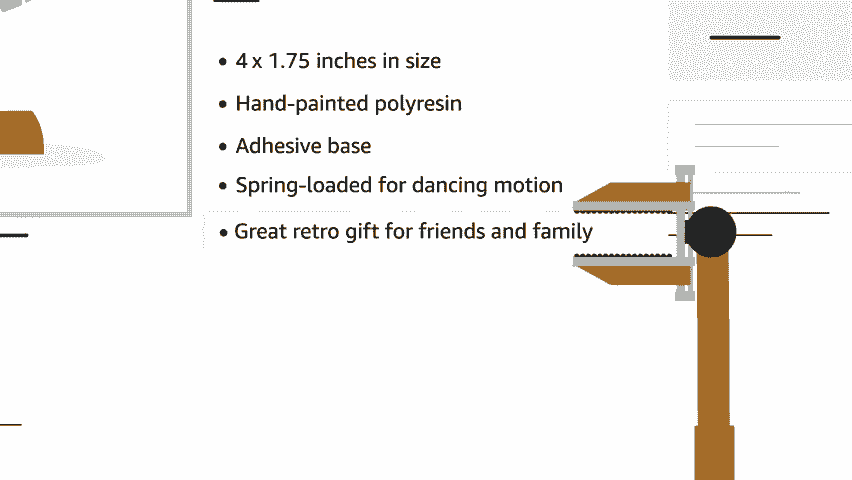 • 4 x 1.75 inches in size
• Hand-painted polyresin
• Adhesive base
• Spring-loaded for dancing motion
• Great retro gift for friends and family